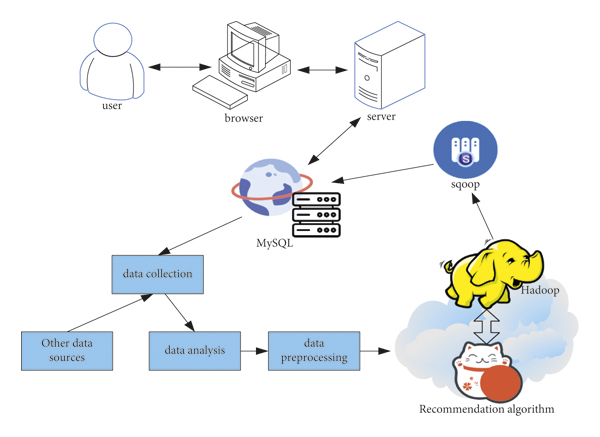 user
browser
server
sqoop
S
MySQL
data collection
Hadoop
Other data
sources
data analysis
data
preprocessing
Recommendation algorithm